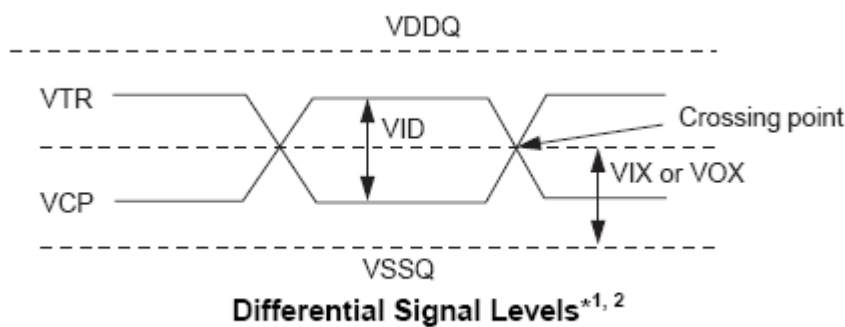 VDDQ
VTR
VID
Crossing point
VIX or VOX
VCP
VSSQ
Differential Signal Levels*1, 2